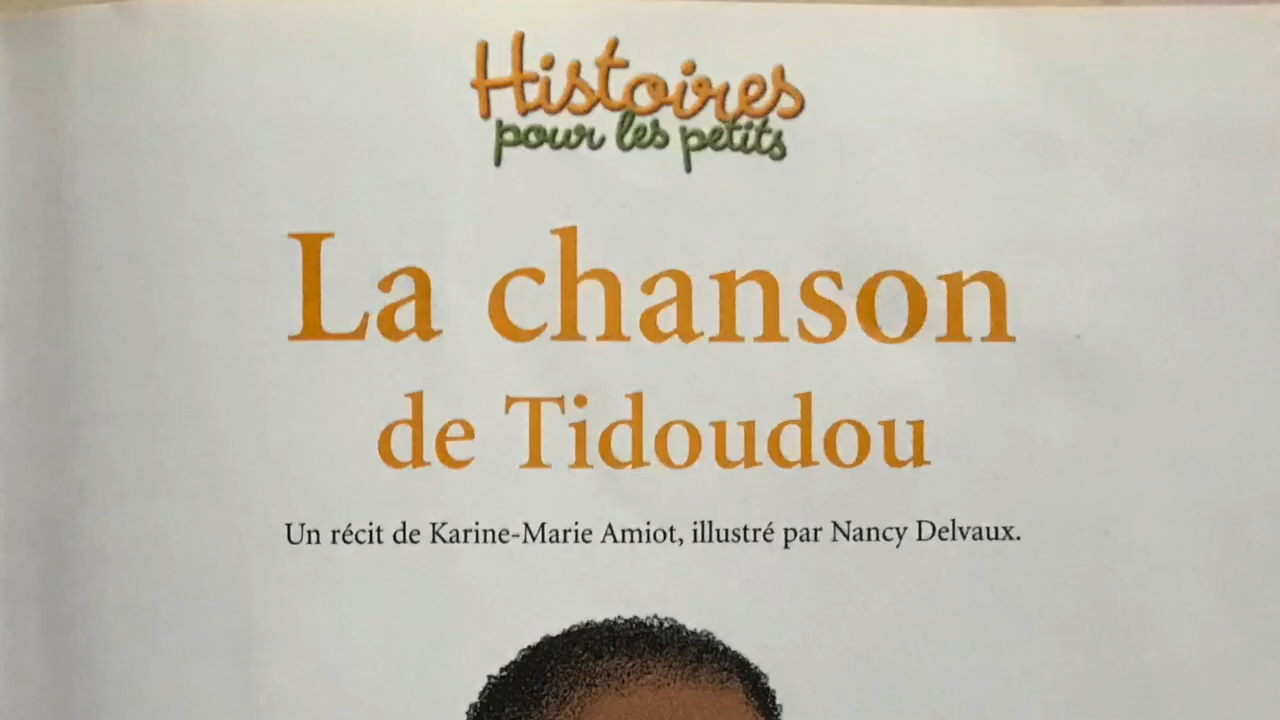 Histoires
pour les petits
La chanson
de Tidoudou
Un récit de Karine-Marie Amiot, illustré par Nancy Delvaux.